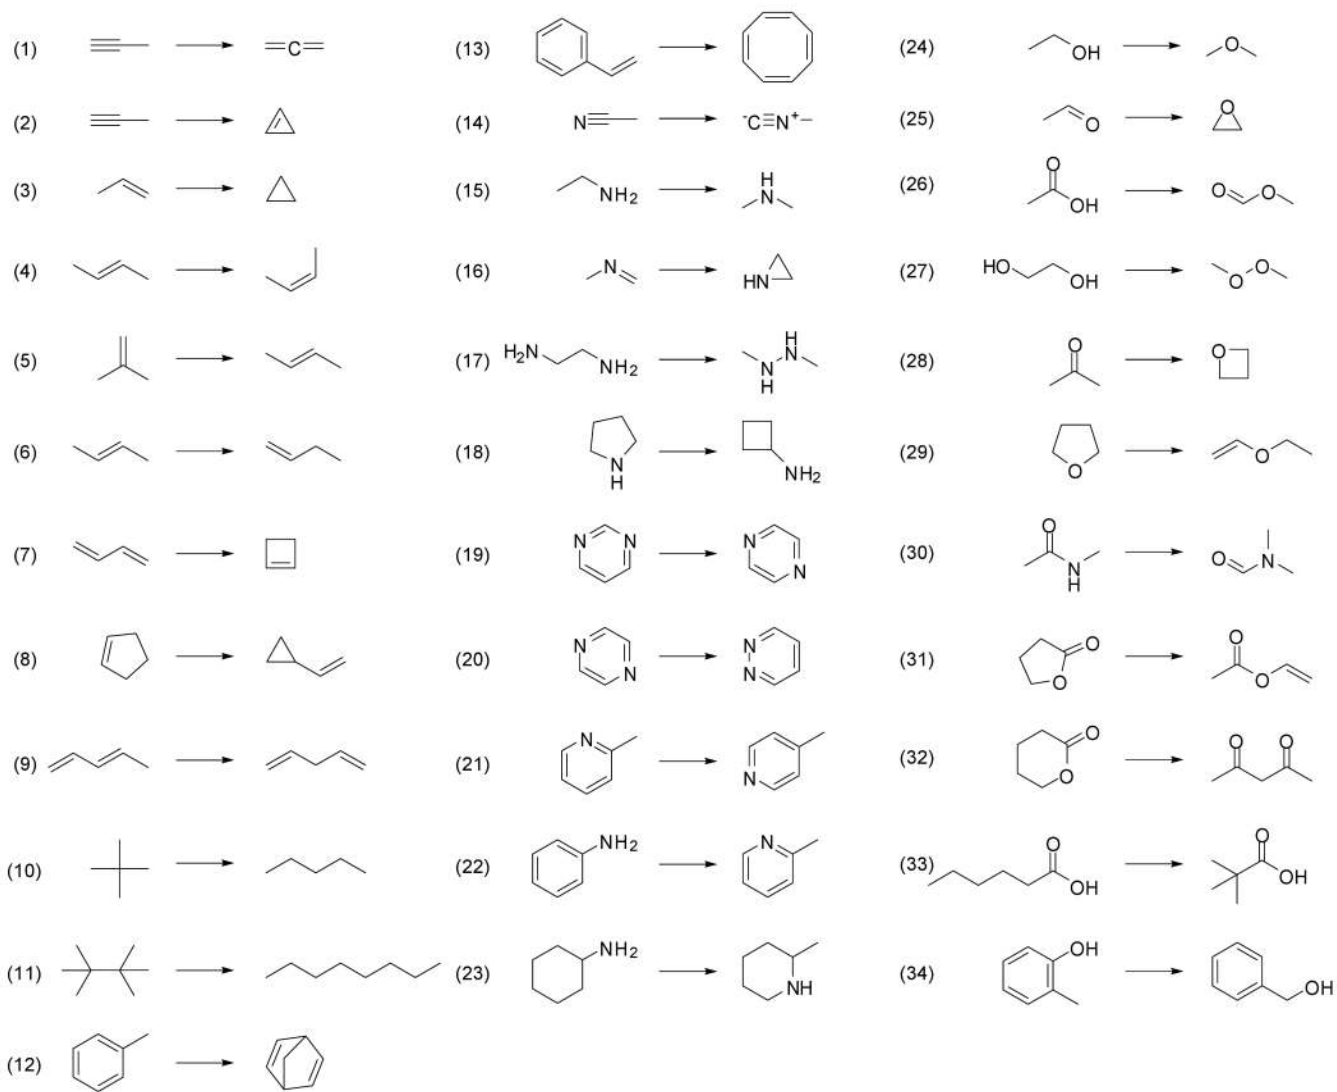 (1) C
(2)
(3)
(4)
(5)
(6)
(7)
(8)
(9)
(10)
(11)
(12)
(13)
(14) N -C N+
(15) NH2 H N
(16) N HN
(17) H2N NH2 N H H N
(18) N H NH2
(19) N N N N
(20) N N N N
(21) N N
(22) NH2 N
(23) NH2 NH
(24) OH O
(25) O O
(26) O OH O O
(27) HO OH O O
(28) O O
(29) O O
(30) O N H O N
(31) O O O O
(32) O O O O
(33) O OH O OH
(34) OH OH